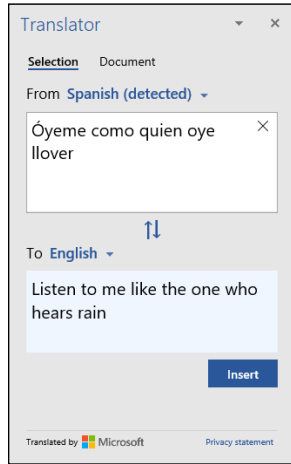 Translator
Selection Document
From Spanish (detected)
Óyeme como quien oye
llover
To English
Listen to me like the one who
hears rain
Insert
Translated by Microsoft Privacy statement